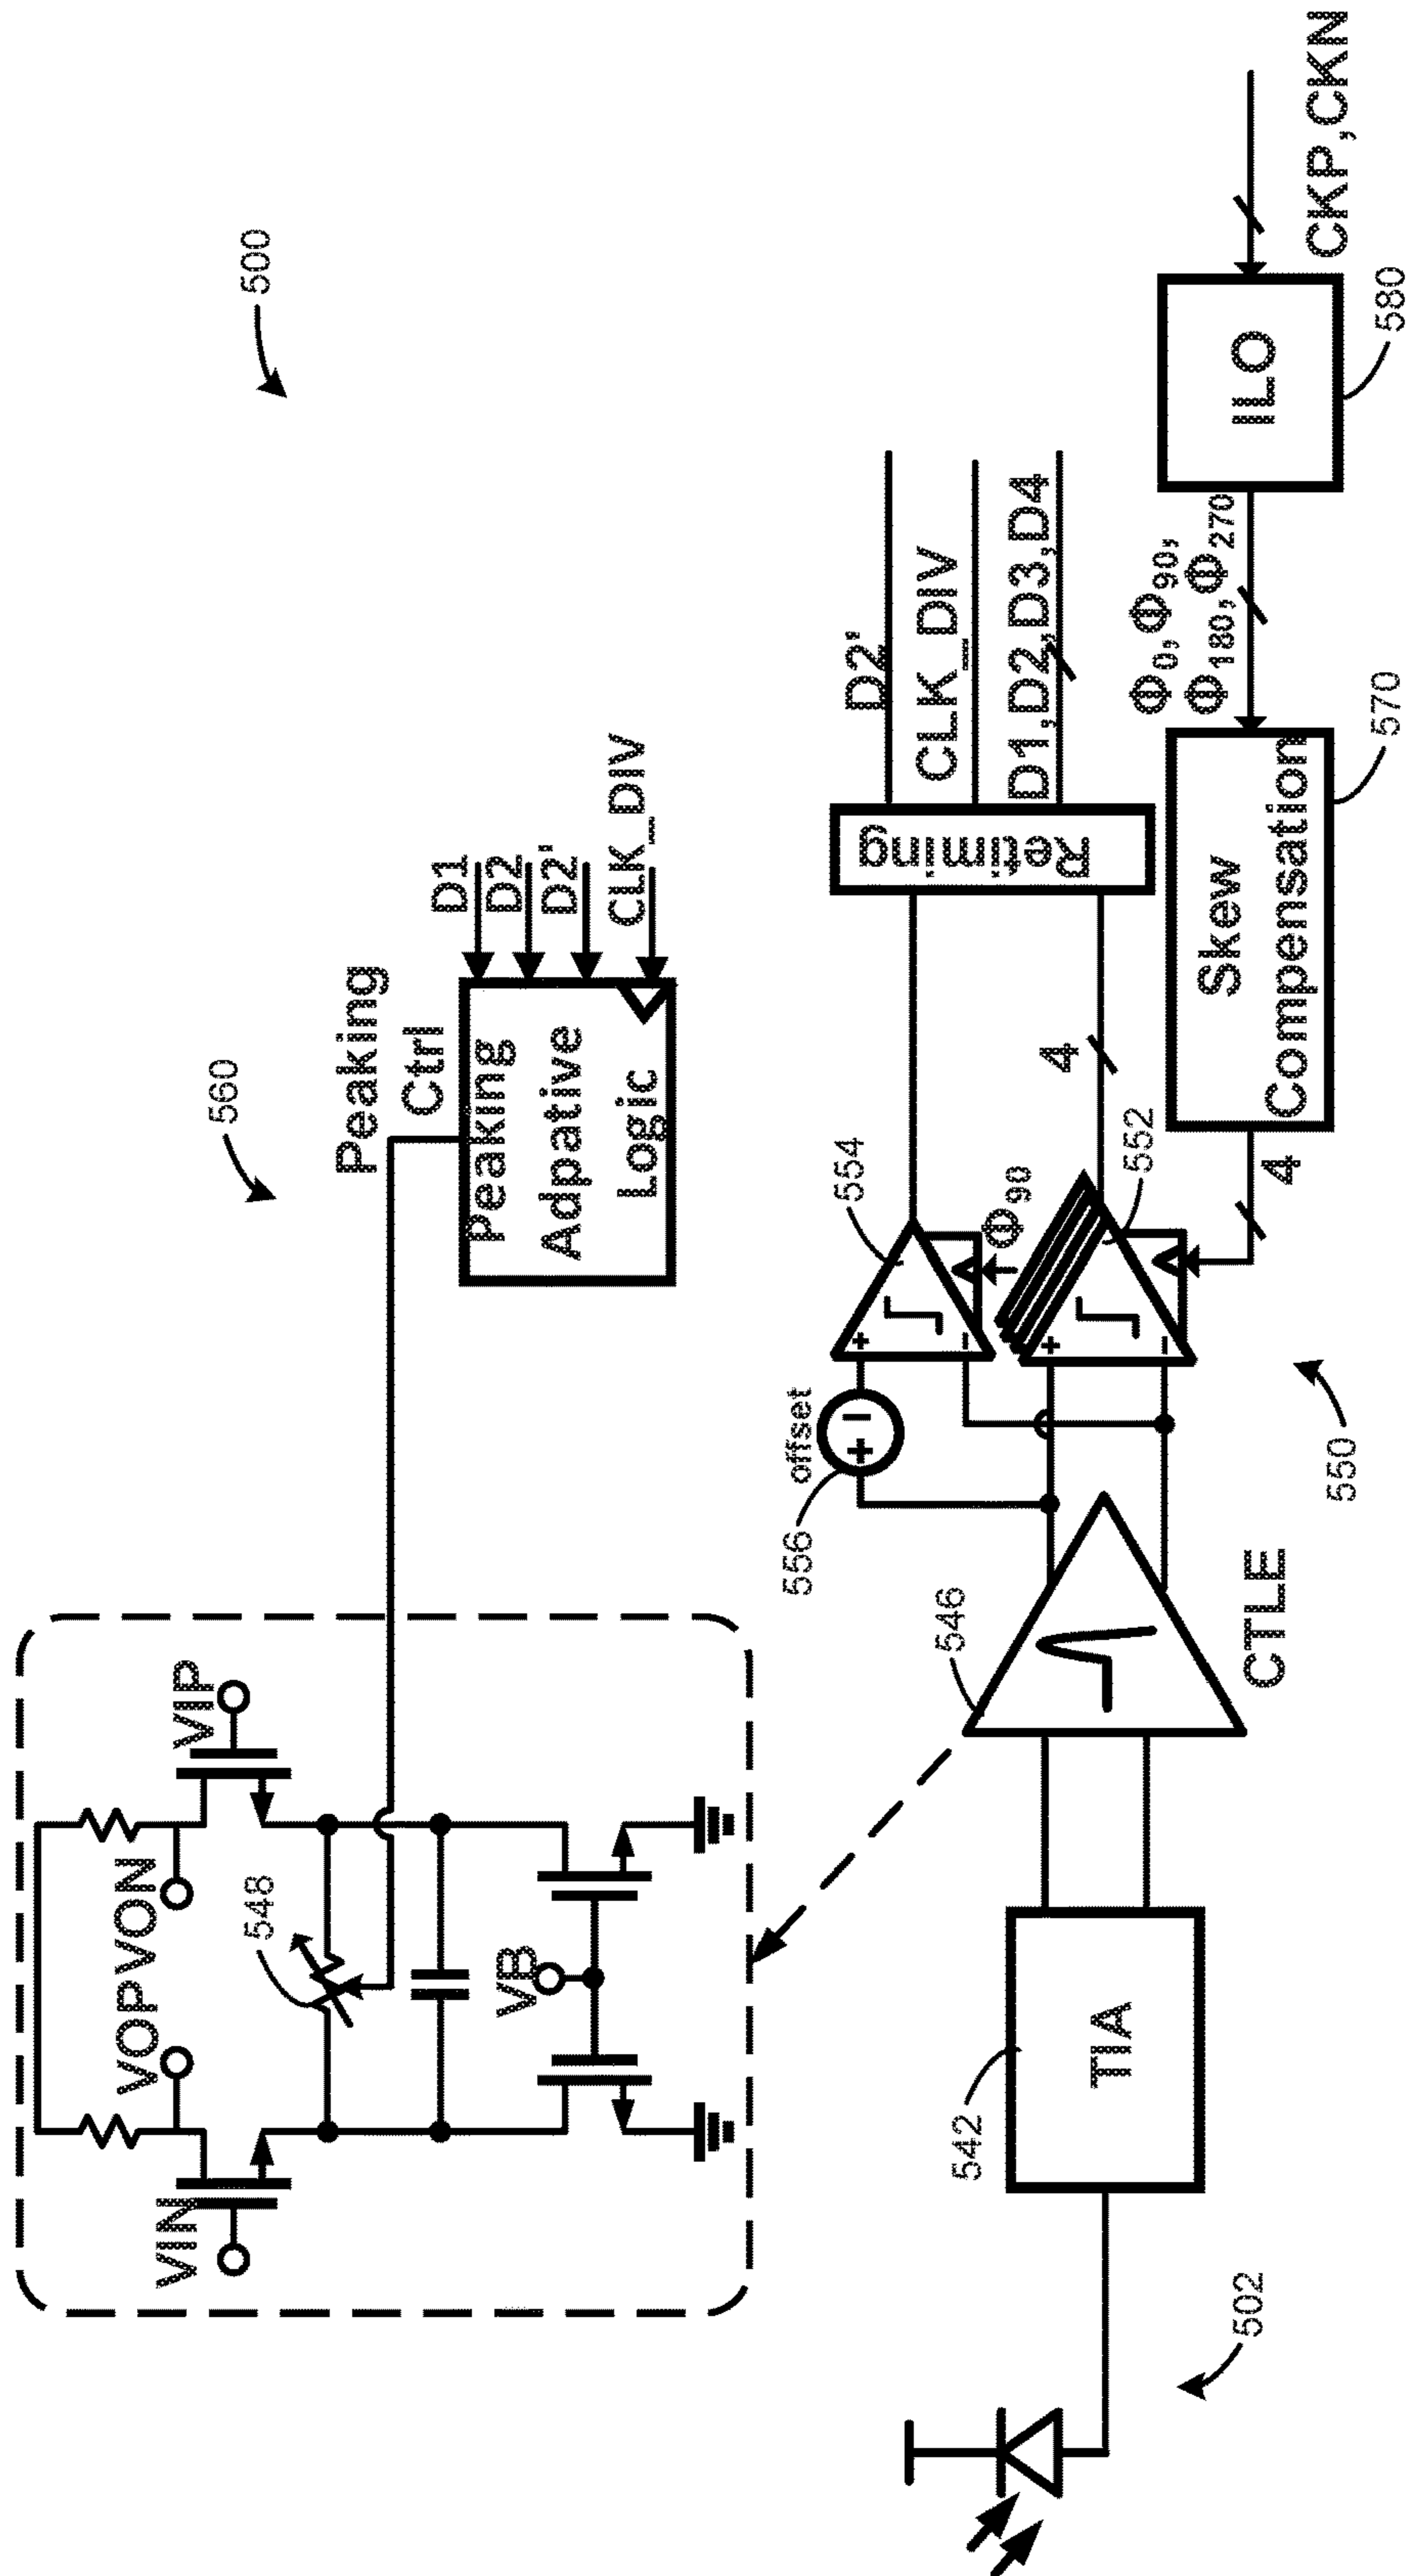 500
560
Peaking
Ctrl
Peaking
Adpative
Logic
D1
D2
D2'
CLK_DIV
VIN
VOPVON
VIP
548
VB
502
542
TIA
546
CTLE
556
offset
554
Φ90
552
550
4
Retiming
D2'
CLK_DIV
D1,D2,D3,D4
4
Skew
Compensation
570
Φ0, Φ90,
Φ180, Φ270
ILO
580
CKP,CKN